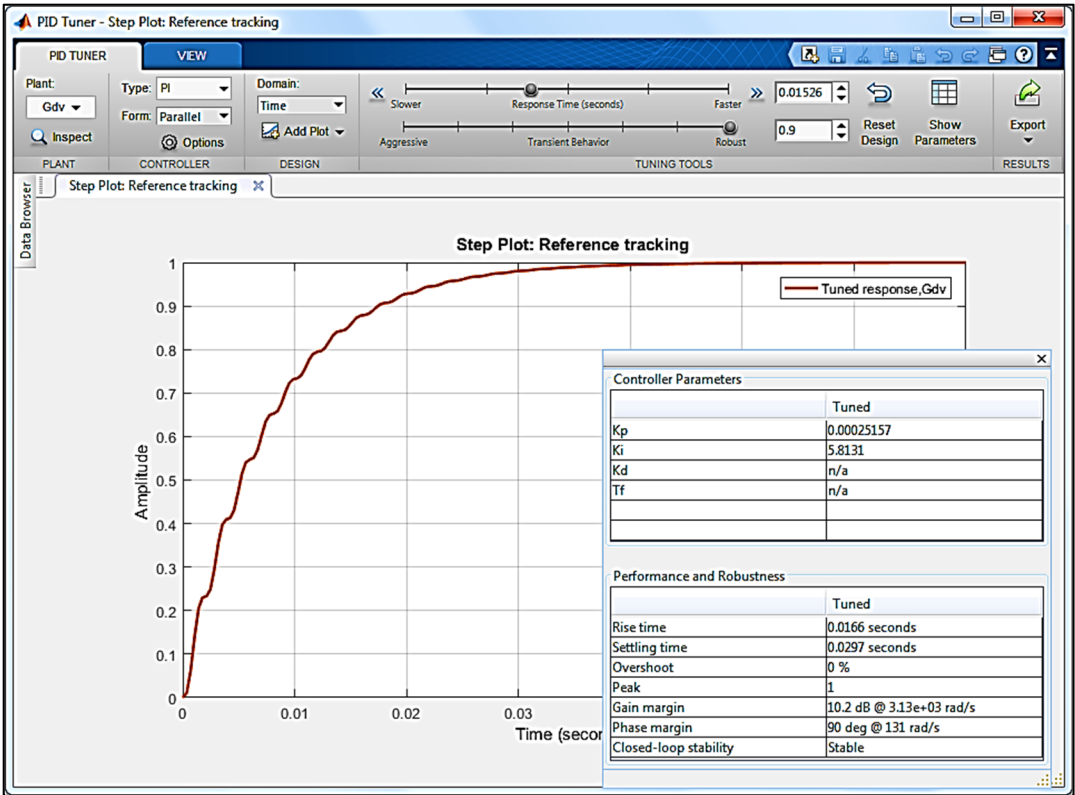 PID Tuner - Step Plot: Reference tracking
PID TUNER
VIEW
Plant:
Gdv
Inspect
PLANT
Type: PI
Form: Parallel
Options
CONTROLLER
Domain:
Time
Add Plot
DESIGN
Slower Response Time (seconds) Faster
0.01526
Aggressive Transient Behavior Robust
0.9
Reset
Design
Show
Parameters
TUNING TOOLS
Export
RESULTS
Data Browser
Step Plot: Reference tracking
Step Plot: Reference tracking
Tuned response,Gdv
Amplitude
1
0.9
0.8
0.7
0.6
0.5
0.4
0.3
0.2
0.1
0
0 0.01 0.02 0.03
Time (secon
Controller Parameters
Tuned
Kp 0.00025157
Ki 5.8131
Kd n/a
Tf n/a
Performance and Robustness
Tuned
Rise time 0.0166 seconds
Settling time 0.0297 seconds
Overshoot 0 %
Peak 1
Gain margin 10.2 dB @ 3.13e+03 rad/s
Phase margin 90 deg @ 131 rad/s
Closed-loop stability Stable